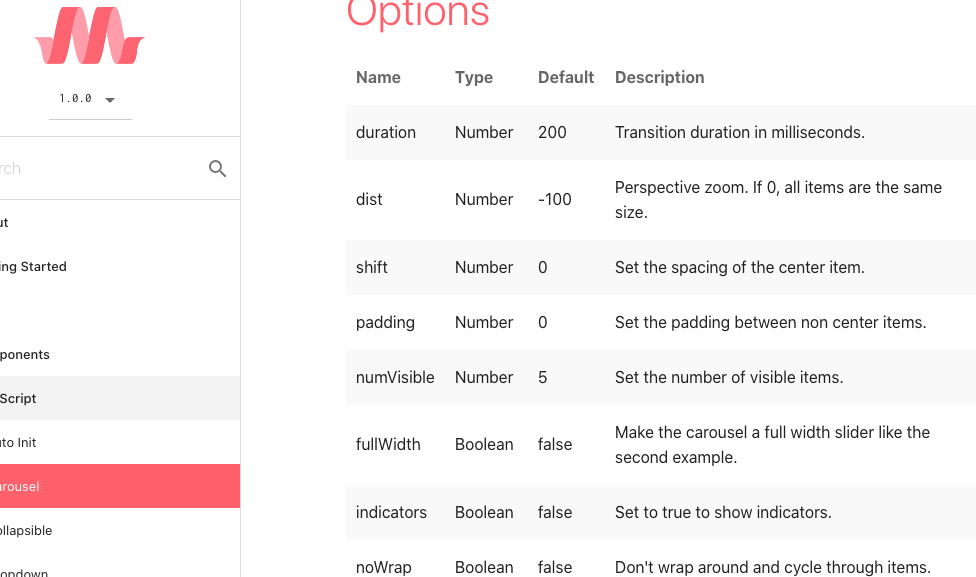 Options
1.0.0
Name Type Default Description
duration Number 200 Transition duration in milliseconds.
dist Number -100 Perspective zoom. If 0, all items are the same
size.
shift Number 0 Set the spacing of the center item.
padding Number 0 Set the padding between non center items.
numVisible Number 5 Set the number of visible items.
fullWidth Boolean false Make the carousel a full width slider like the
second example.
indicators Boolean false Set to true to show indicators.
noWrap Boolean false Don't wrap around and cycle through items.
rch
ut
ing Started
ponents
Script
uto Init
arousel
ollapsible
ropdown